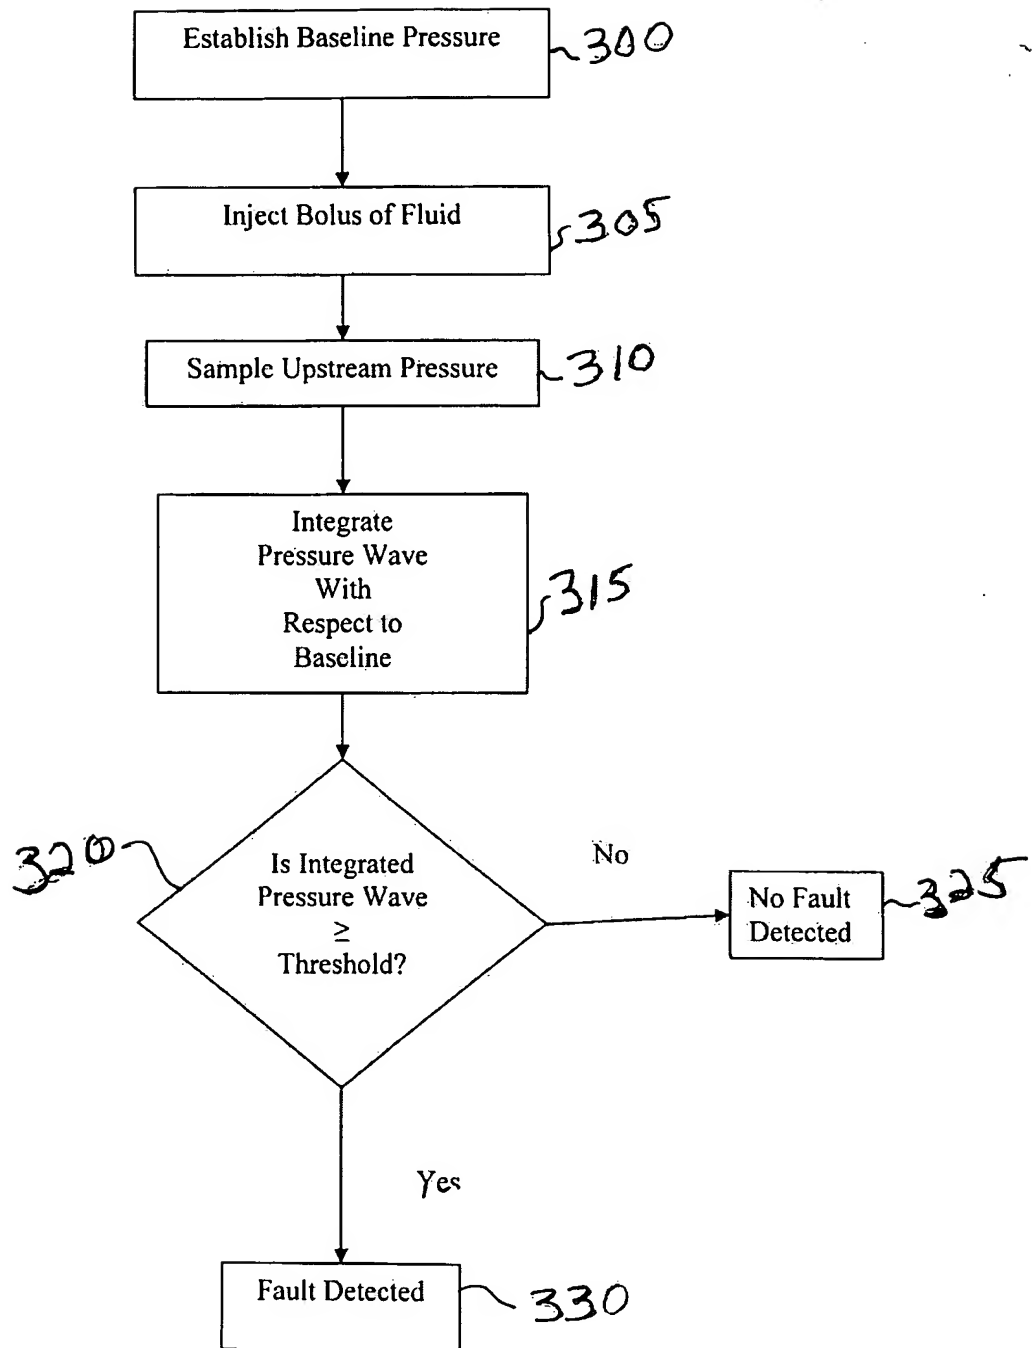 Establish Baseline Pressure
300
Inject Bolus of Fluid
305
Sample Upstream Pressure
310
Integrate
Pressure Wave
With
Respect to
Baseline
315
320
Is Integrated
Pressure Wave
≥
Threshold?
No
No Fault
Detected
325
Yes
Fault Detected
330